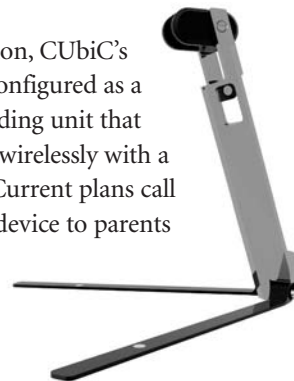 on, CUbiC's
onfigured as a
ding unit that
wirelessly with a
Current plans call
device to parents